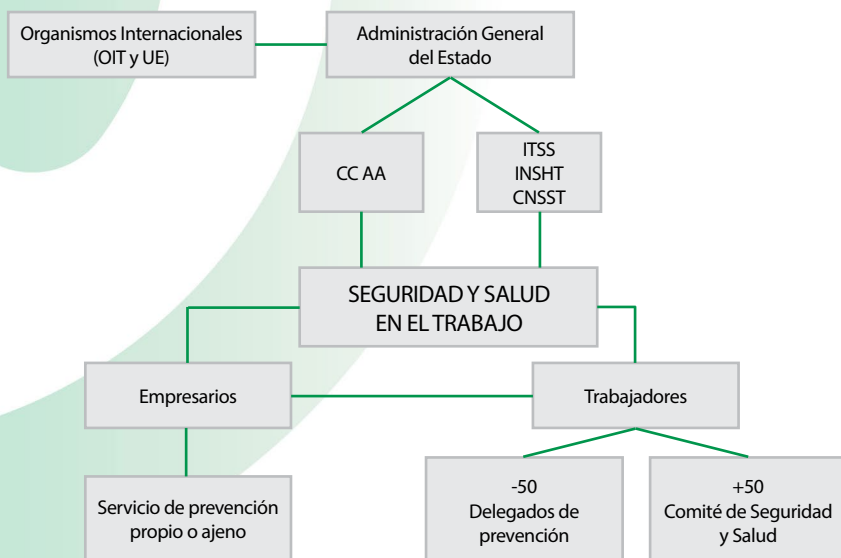 Organismos Internacionales
(OIT y UE)
Administración General
del Estado
CC AA
ITSS
INSHT
CNSST
SEGURIDAD Y SALUD
EN EL TRABAJO
Empresarios
Trabajadores
Servicio de prevención
propio o ajeno
-50
Delegados de
prevención
+50
Comité de Seguridad
y Salud